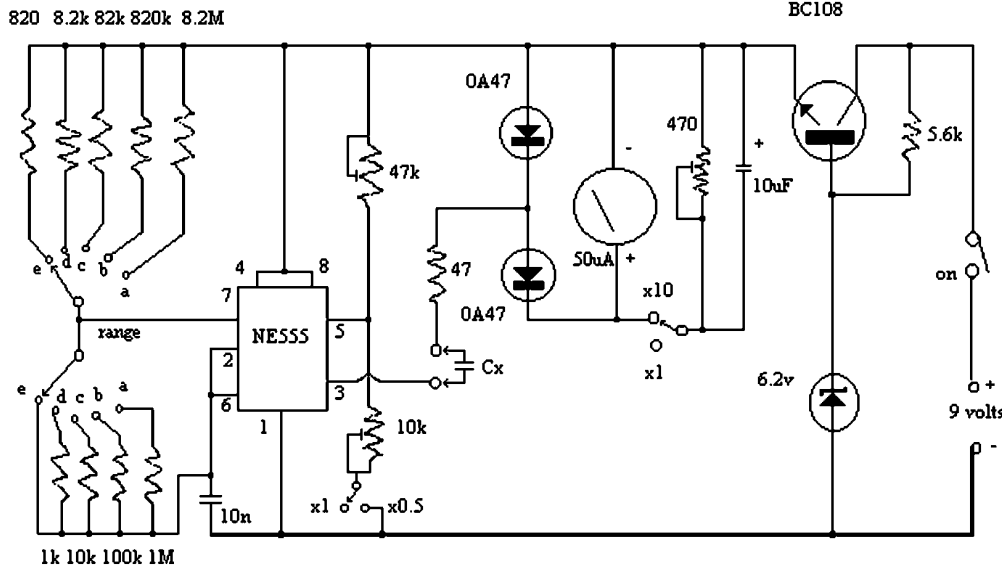 820 8.2k 82k 820k 8.2M
BC108
0A47
470
5.6k
+
47k
10uF
-
e d c b a
4 8
47
50uA +
on
7
0A47
x10
range
NE555
5
2
Cx
x1
6.2v
+
e d c b a
6
3
9 volts
1
10k
-
10n
x1 x0.5
1k 10k 100k 1M